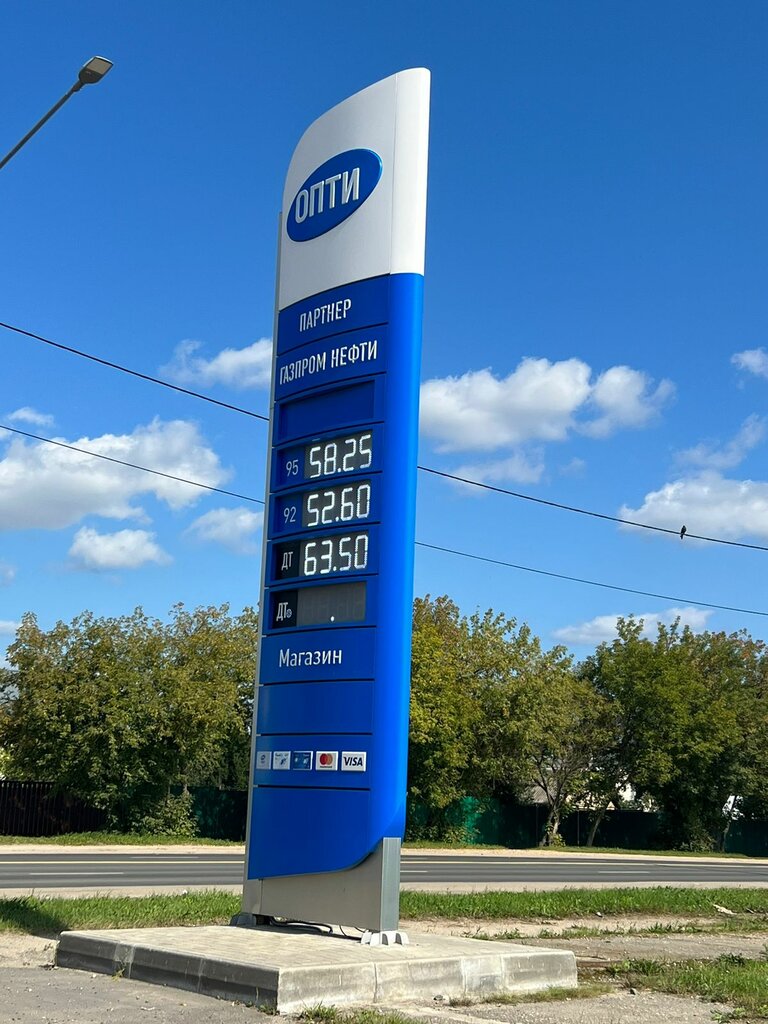 ОПТИ
ПАРТНЕР
ГАЗПРОМ НЕФТИ
95 58.25
92 52.60
ДТ 63.50
ДТ
Магазин
VISA